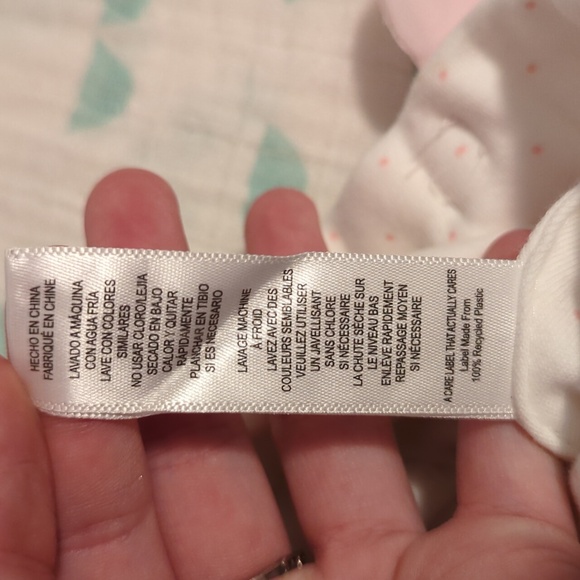 HECHO EN CHINA
FABRIQUÉ EN CHINE
LAVADO A MÁQUINA
CON AGUA FRÍA
LAVE CON COLORES
SIMILARES
NO USAR CLORO/LEJIA
SECADO EN BAJO
CALOR Y QUITAR
RAPIDAMENTE
PLANCHAR EN TIBIO
SI ES NECESARIO
LAVAGE MACHINE
À FROID
LAVEZ AVEC DES
COULEURS SEMBLABLES
VEUILLEZ UTILISER
UN JAVELLISANT
SANS CHLORE
SI NÉCESSAIRE
LA CHUTE SÈCHE SUR
LE NIVEAU BAS
ENLÈVE RAPIDEMENT
REPASSAGE MOYEN
SI NÉCESSAIRE
A CARE LABEL THAT ACTUALLY CARES
Label Made From
100% Recycled Plastic